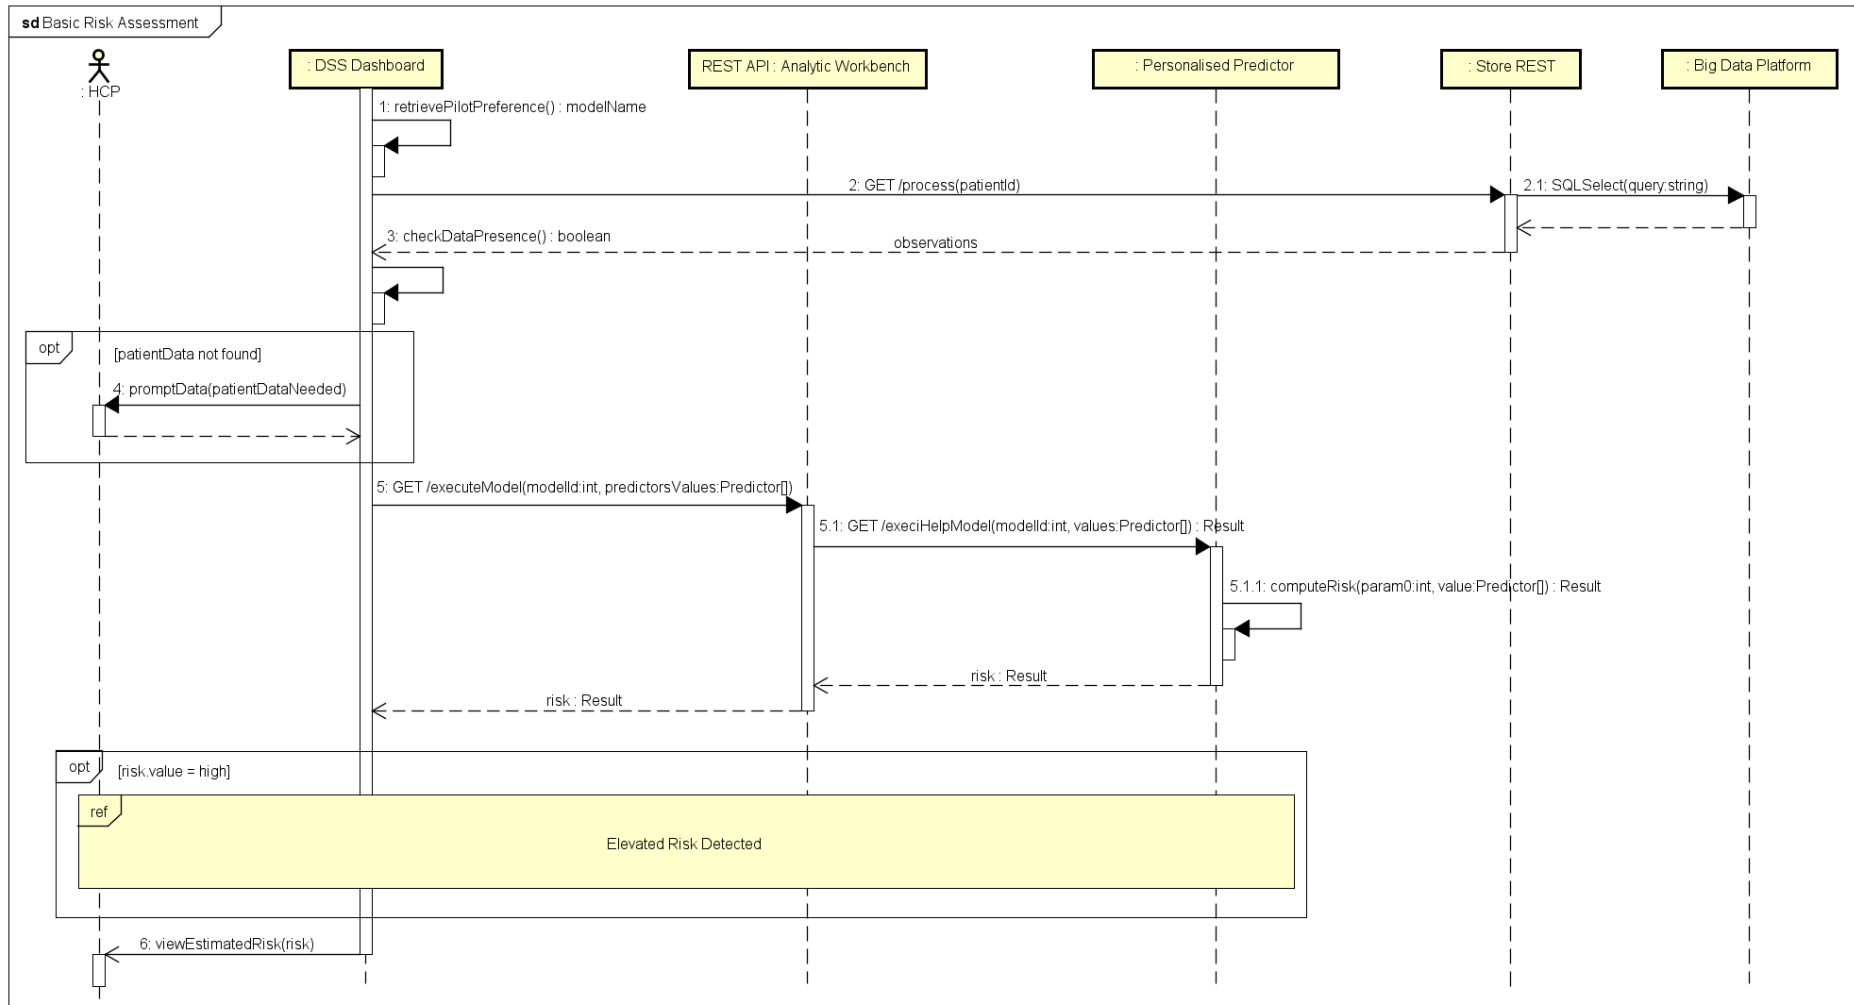 sd Basic Risk Assessment
: HCP
: DSS Dashboard
REST API : Analytic Workbench
: Personalised Predictor
: Store REST
: Big Data Platform
1: retrievePilotPreference() : modelName
2: GET /process(patientId)
2.1: SQLSelect(query:string)
3: checkDataPresence() : boolean
observations
opt
[patientData not found]
4: promptData(patientDataNeeded)
5: GET /executeModel(modelId:int, predictorsValues:Predictor[])
5.1: GET /execiHelpModel(modelId:int, values:Predictor[]) : Result
5.1.1: computeRisk(param0:int, value:Predictor[]) : Result
risk : Result
risk : Result
opt
[risk.value = high]
ref
Elevated Risk Detected
6: viewEstimatedRisk(risk)